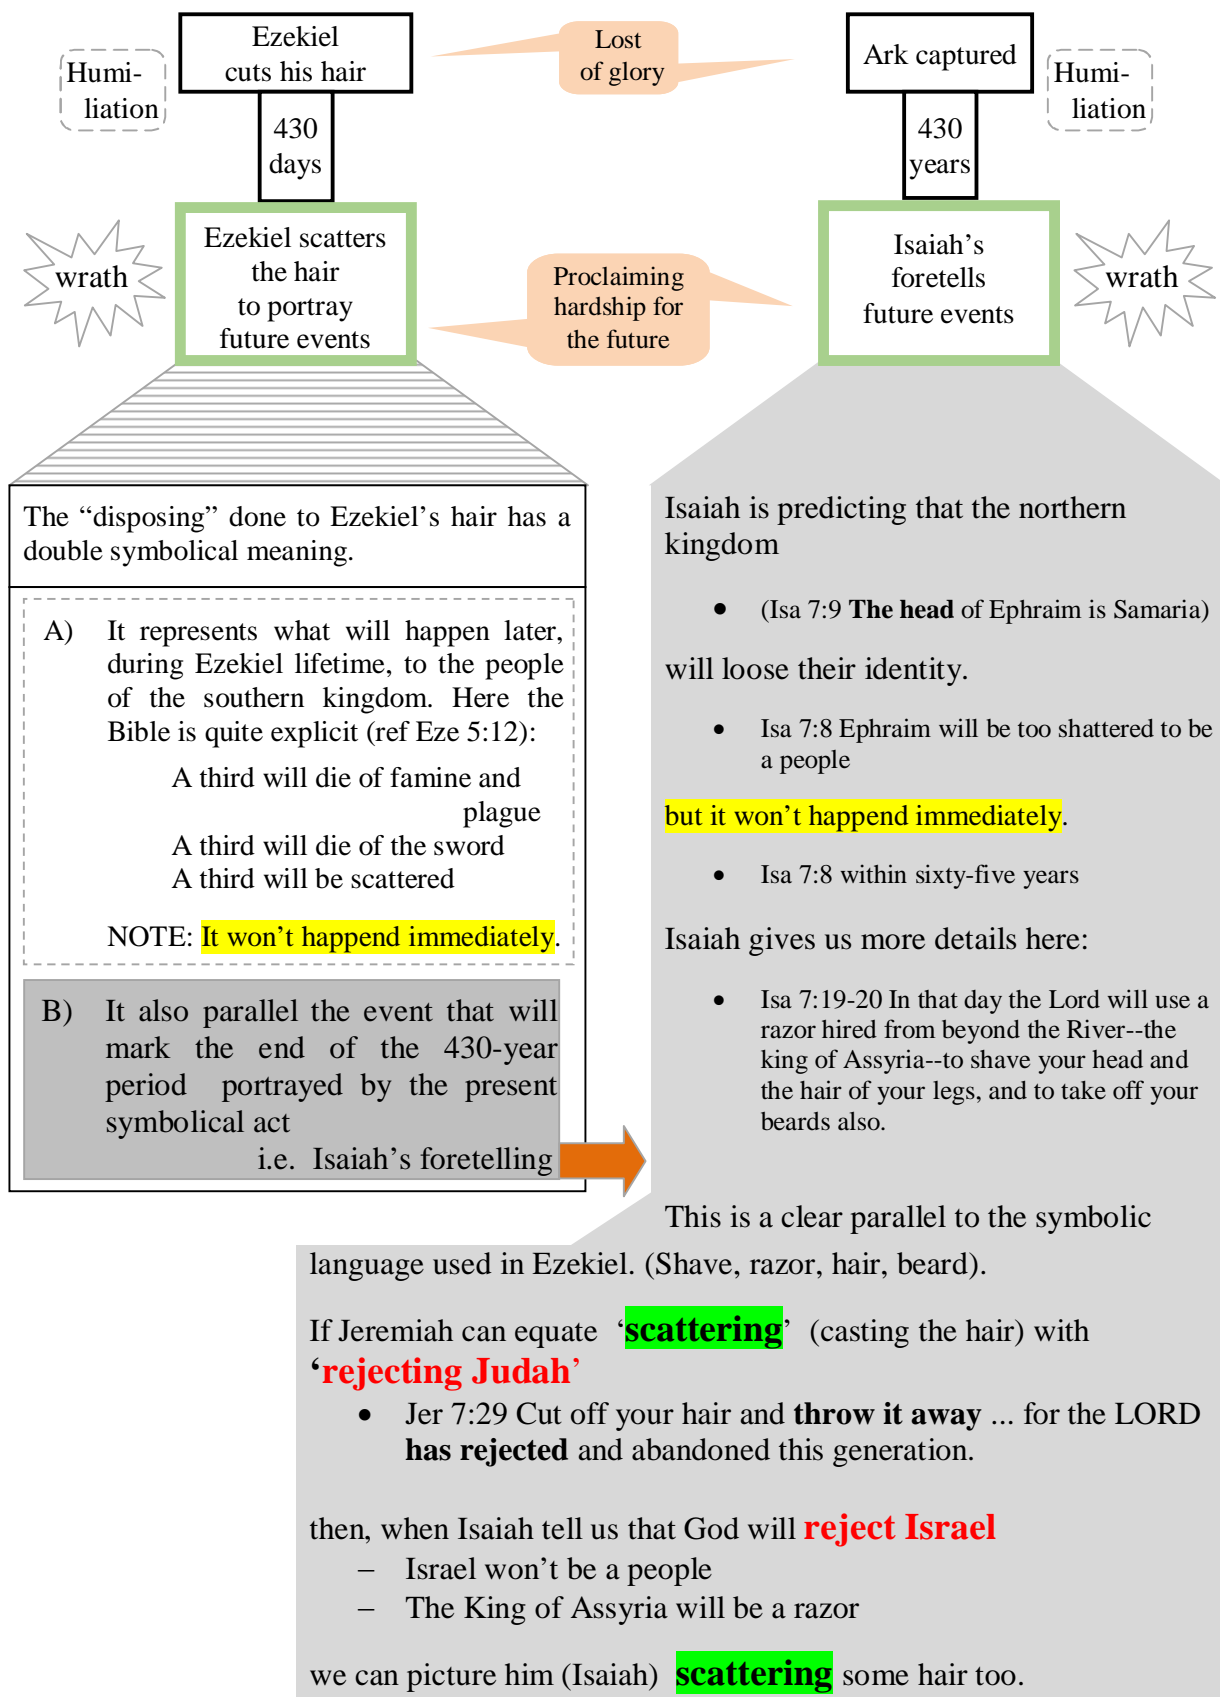 Ezekiel
cuts his hair
Lost
of glory
Ark captured
Humi-
liation
Humi-
liation
430
days
430
years
wrath
Ezekiel scatters
the hair
to portray
future events
Proclaiming
hardship for
the future
Isaiah’s
foretells
future events
wrath
The “disposing” done to Ezekiel’s hair has a
double symbolical meaning.
A) It represents what will happen later,
during Ezekiel lifetime, to the people
of the southern kingdom. Here the
Bible is quite explicit (ref Eze 5:12):
A third will die of famine and
plague
A third will die of the sword
A third will be scattered
NOTE: It won’t happend immediately.
B) It also parallel the event that will
mark the end of the 430-year
period portrayed by the present
symbolical act
i.e. Isaiah’s foretelling
Isaiah is predicting that the northern
kingdom
• (Isa 7:9 The head of Ephraim is Samaria)
will loose their identity.
• Isa 7:8 Ephraim will be too shattered to be
a people
but it won’t happend immediately.
• Isa 7:8 within sixty-five years
Isaiah gives us more details here:
• Isa 7:19-20 In that day the Lord will use a
razor hired from beyond the River--the
king of Assyria--to shave your head and
the hair of your legs, and to take off your
beards also.
This is a clear parallel to the symbolic
language used in Ezekiel. (Shave, razor, hair, beard).
If Jeremiah can equate ‘scattering’ (casting the hair) with
‘rejecting Judah’
• Jer 7:29 Cut off your hair and throw it away ... for the LORD
has rejected and abandoned this generation.
then, when Isaiah tell us that God will reject Israel
– Israel won’t be a people
– The King of Assyria will be a razor
we can picture him (Isaiah) scattering some hair too.